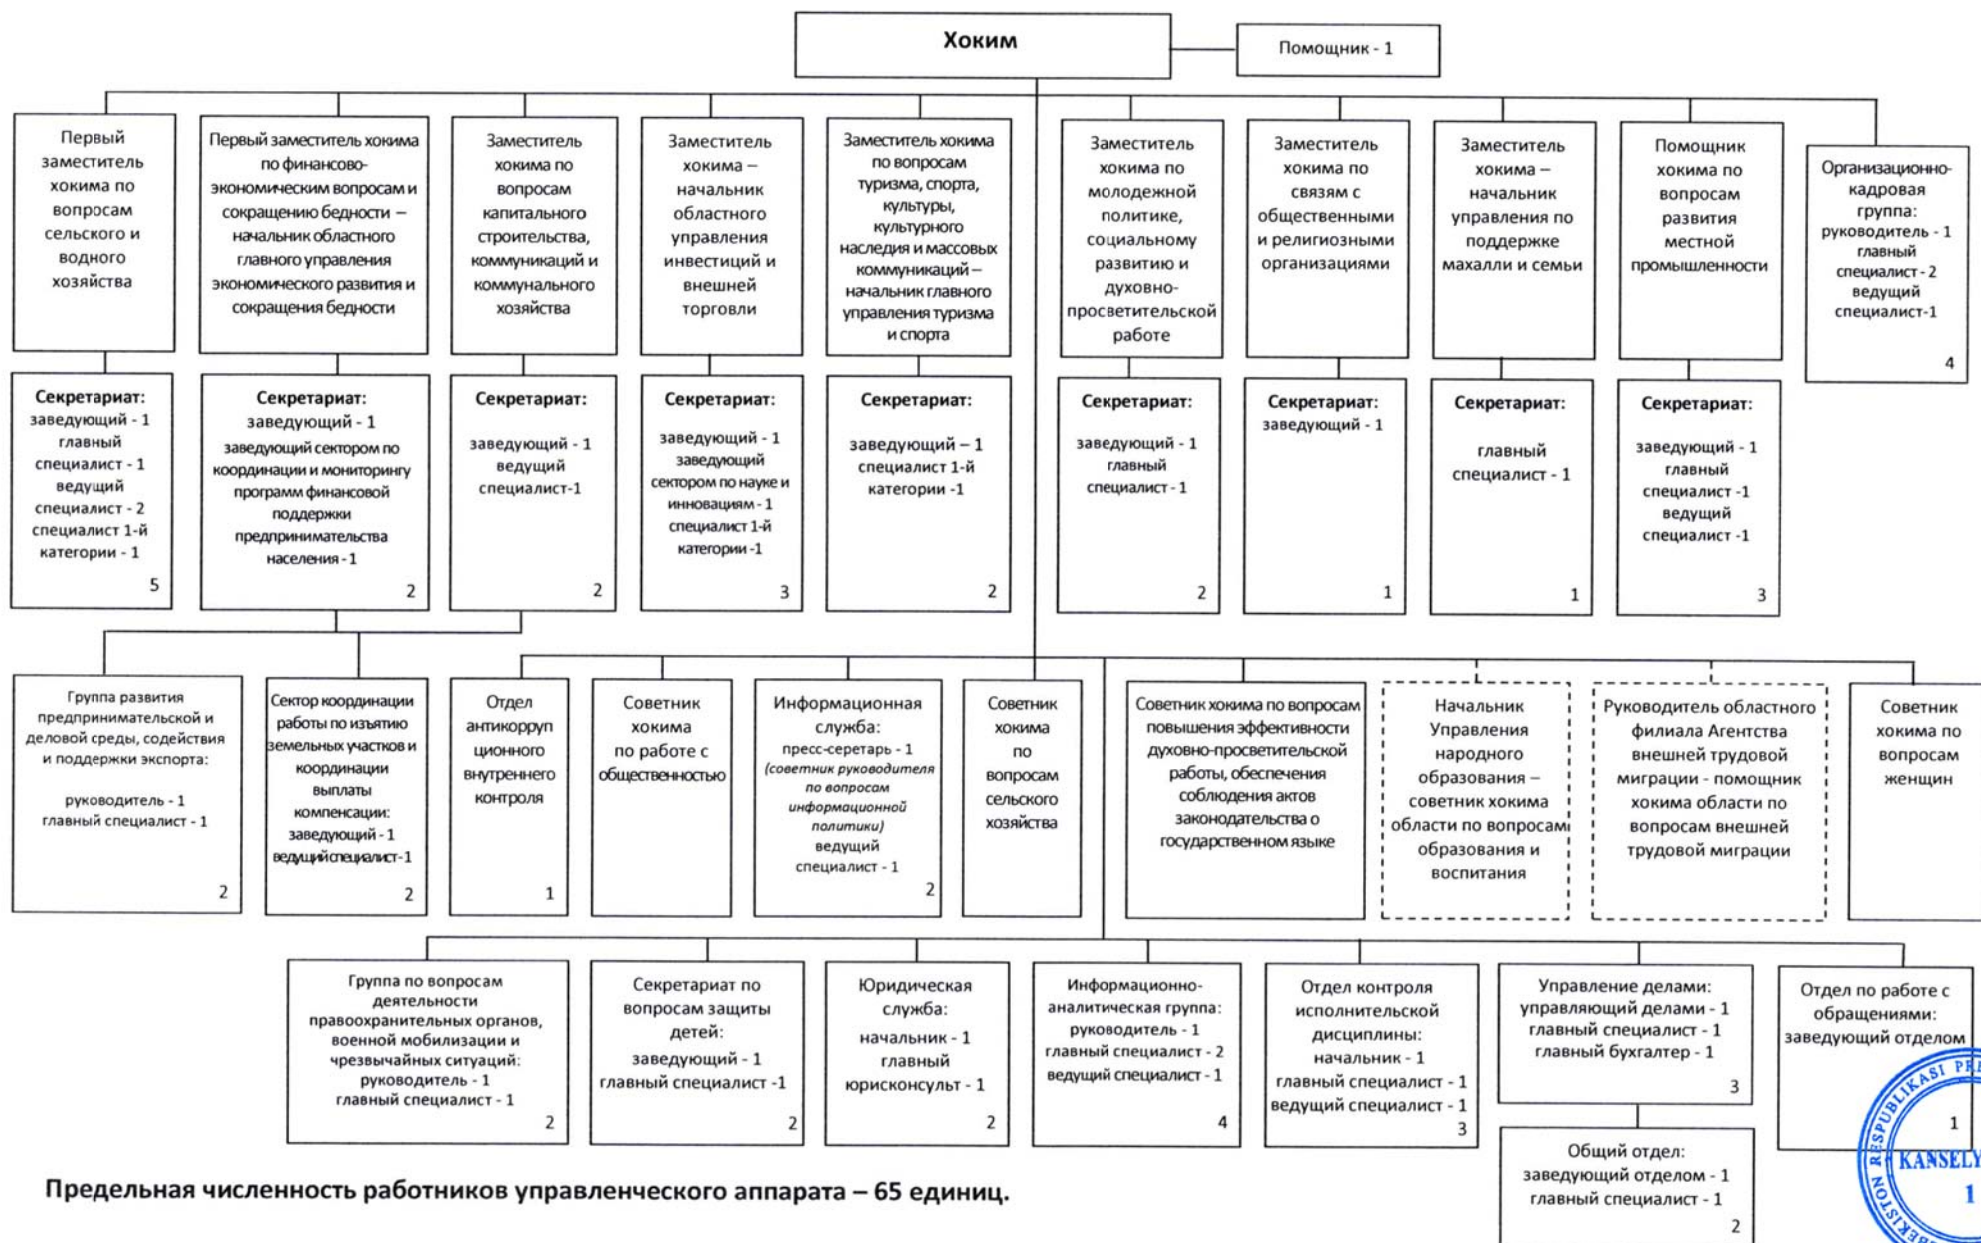 Хоким
Помощник - 1
Первый
заместитель
хокима по
вопросам
сельского и
водного
хозяйства
Первый заместитель хокима
по финансово-
экономическим вопросам и
сокращению бедности –
начальник областного
главного управления
экономического развития и
сокращения бедности
Заместитель
хокима по
вопросам
капитального
строительства,
коммуникаций и
коммунального
хозяйства
Заместитель
хокима –
начальник
областного
управления
инвестиций и
внешней
торговли
Заместитель хокима
по вопросам
туризма, спорта,
культуры,
культурного
наследия и массовых
коммуникаций –
начальник главного
управления туризма
и спорта
Заместитель
хокима по
молодежной
политике,
социальному
развитию и
духовно-
просветительской
работе
Заместитель
хокима по
связям с
общественными
и религиозными
организациями
Заместитель
хокима –
начальник
управления по
поддержке
махалли и семьи
Помощник
хокима по
вопросам
развития
местной
промышленности
Организационно-
кадровая
группа:
руководитель - 1
главный
специалист - 2
ведущий
специалист-1
4
Секретариат:
заведующий - 1
главный
специалист - 1
ведущий
специалист - 2
специалист 1-й
категории - 1
5
Секретариат:
заведующий - 1
заведующий сектором по
координации и мониторингу
программ финансовой
поддержки
предпринимательства
населения - 1
2
Секретариат:
заведующий - 1
ведущий
специалист-1
2
Секретариат:
заведующий - 1
заведующий
сектором по науке и
инновациям - 1
специалист 1-й
категории -1
3
Секретариат:
заведующий – 1
специалист 1-й
категории -1
2
Секретариат:
заведующий - 1
главный
специалист - 1
2
Секретариат:
заведующий - 1
1
Секретариат:
главный
специалист - 1
1
Секретариат:
заведующий - 1
главный
специалист -1
ведущий
специалист -1
3
Группа развития
предпринимательской и
деловой среды, содействия
и поддержки экспорта:
руководитель - 1
главный специалист - 1
2
Сектор координации
работы по изъятию
земельных участков и
координации
выплаты
компенсации:
заведующий - 1
ведущий специалист-1
2
Отдел
антикорруп
ционного
внутреннего
контроля
1
Советник
хокима
по работе с
общественностью
Информационная
служба:
пресс-серетарь - 1
(советник руководителя
по вопросам
информационной
политики)
ведущий
специалист - 1
2
Советник
хокима
по
вопросам
сельского
хозяйства
Советник хокима по вопросам
повышения эффективности
духовно-просветительской
работы, обеспечения
соблюдения актов
законодательства о
государственном языке
Начальник
Управления
народного
образования –
советник хокима
области по вопросам
образования и
воспитания
Руководитель областного
филиала Агентства
внешней трудовой
миграции - помощник
хокима области по
вопросам внешней
трудовой миграции
Советник
хокима по
вопросам
женщин
Группа по вопросам
деятельности
правоохранительных органов,
военной мобилизации и
чрезвычайных ситуаций:
руководитель - 1
главный специалист - 1
2
Секретариат по
вопросам защиты
детей:
заведующий - 1
главный специалист -1
2
Юридическая
служба:
начальник - 1
главный
юрисконсульт - 1
2
Информационно-
аналитическая группа:
руководитель - 1
главный специалист - 2
ведущий специалист - 1
4
Отдел контроля
исполнительской
дисциплины:
начальник - 1
главный специалист - 1
ведущий специалист - 1
3
Управление делами:
управляющий делами - 1
главный специалист - 1
главный бухгалтер - 1
3
Отдел по работе с
обращениями:
заведующий отделом
1
Общий отдел:
заведующий отделом - 1
главный специалист - 1
2
Предельная численность работников управленческого аппарата – 65 единиц.
RESPUBLIKASI
KANSELY
1